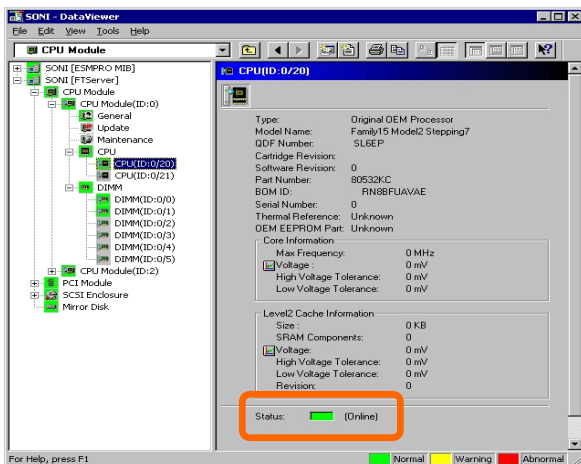 SONI - DataViewer
File Edit View Tools Help
CPU Module
SONI [ESMPRO MIB]
SONI [FTServer]
CPU Module
CPU Module(ID:0)
General
Update
Maintenance
CPU
CPU(ID:0/20)
CPU(ID:0/21)
DIMM
DIMM(ID:0/0)
DIMM(ID:0/1)
DIMM(ID:0/2)
DIMM(ID:0/3)
DIMM(ID:0/4)
DIMM(ID:0/5)
CPU Module(ID:2)
PCI Module
SCSI Enclosure
Mirror Disk
CPU(ID:0/20)
Type: Original OEM Processor
Model Name: Family15 Model2 Stepping7
QDF Number: SL6EP
Cartridge Revision:
Software Revision: 0
Part Number: 80532KC
BOM ID: RN8BFUAVAE
Serial Number: 0
Thermal Reference: Unknown
OEM EEPROM Part: Unknown
Core Information
Max Frequency: 0 MHz
Voltage : 0 mV
High Voltage Tolerance: 0 mV
Low Voltage Tolerance: 0 mV
Level2 Cache Information
Size : 0 KB
SRAM Components: 0
Voltage: 0 mV
High Voltage Tolerance: 0 mV
Low Voltage Tolerance: 0 mV
Revision: 0
Status: (Online)
For Help, press F1
Normal Warning Abnormal